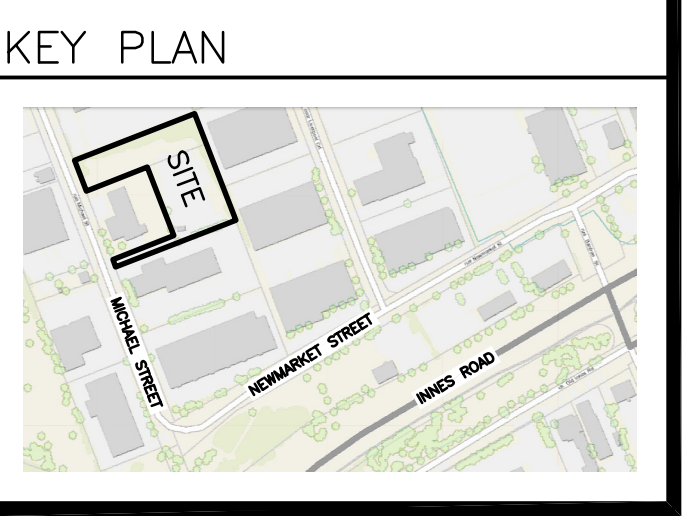 KEY PLAN
SITE
MICHAEL STREET
NEWMARKET STREET
INNES ROAD